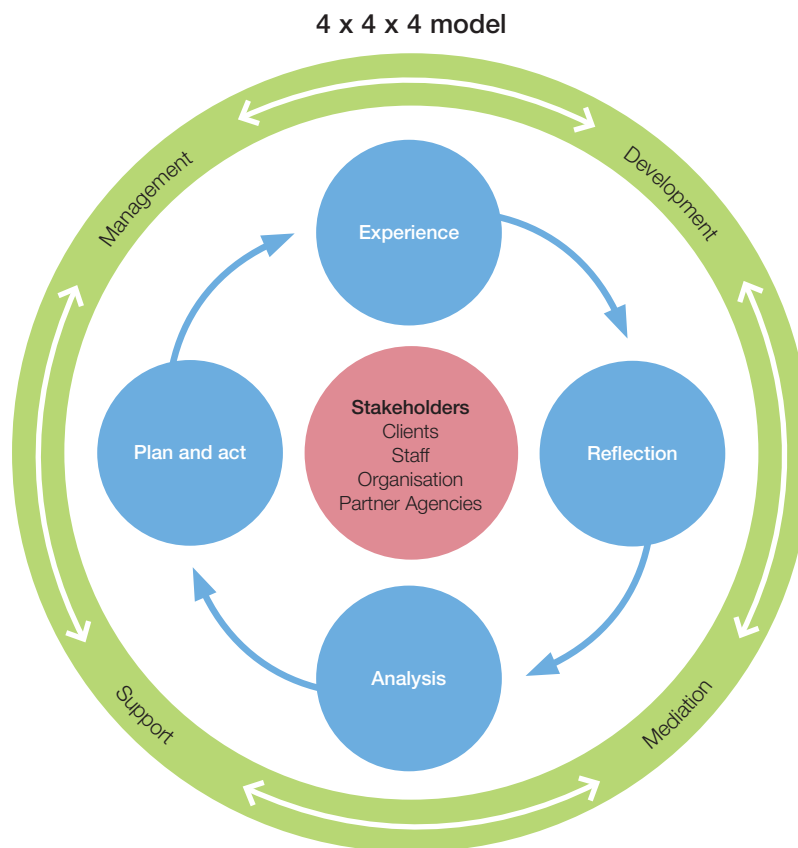 4 x 4 x 4 model
Management
Development
Experience
Stakeholders
Clients
Staff
Organisation
Partner Agencies
Plan and act
Reflection
Analysis
Support
Mediation